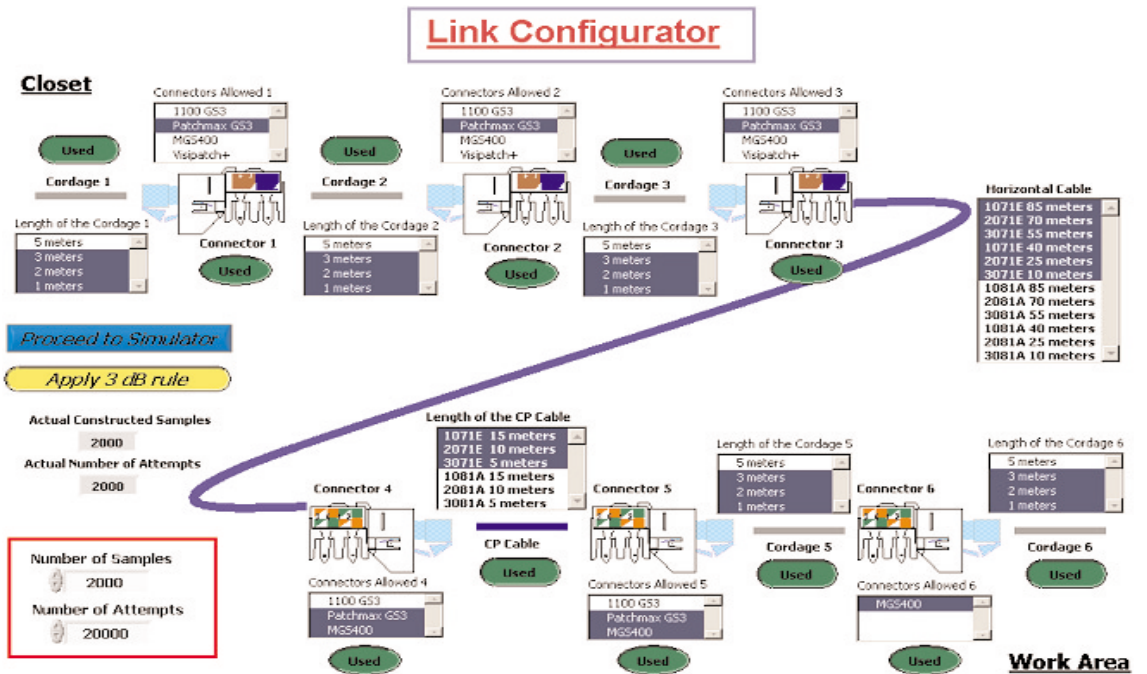 Link Configurator
Closet
Connectors Allowed 1
1100 GS3
Patchmax GS3
MGS400
Visipatch+
Connectors Allowed 2
1100 GS3
Patchmax GS3
MGS400
Visipatch+
Connectors Allowed 3
1100 GS3
Patchmax GS3
MGS400
Visipatch+
Used
Cordage 1
Used
Cordage 2
Used
Cordage 3
Length of the Cordage 1
5 meters
3 meters
2 meters
1 meters
Connector 1
Used
Length of the Cordage 2
5 meters
3 meters
2 meters
1 meters
Connector 2
Used
Length of the Cordage 3
5 meters
3 meters
2 meters
1 meters
Connector 3
Used
Horizontal Cable
1071E 85 meters
2071E 70 meters
3071E 55 meters
1071E 40 meters
2071E 25 meters
3071E 10 meters
1081A 85 meters
2081A 70 meters
3081A 55 meters
1081A 40 meters
2081A 25 meters
3081A 10 meters
Proceed to Simulator
Apply 3 dB rule
Actual Constructed Samples
2000
Actual Number of Attempts
2000
Number of Samples
2000
Number of Attempts
20000
Connector 4
Connectors Allowed 4
1100 GS3
Patchmax GS3
MGS400
Used
Length of the CP Cable
1071E 15 meters
2071E 10 meters
3071E 5 meters
1081A 15 meters
2081A 10 meters
3081A 5 meters
CP Cable
Used
Connector 5
Connectors Allowed 5
1100 GS3
Patchmax GS3
MGS400
Used
Length of the Cordage 5
5 meters
3 meters
2 meters
1 meters
Cordage 5
Used
Connector 6
Connectors Allowed 6
MGS400
Used
Length of the Cordage 6
5 meters
3 meters
2 meters
1 meters
Cordage 6
Used
Work Area